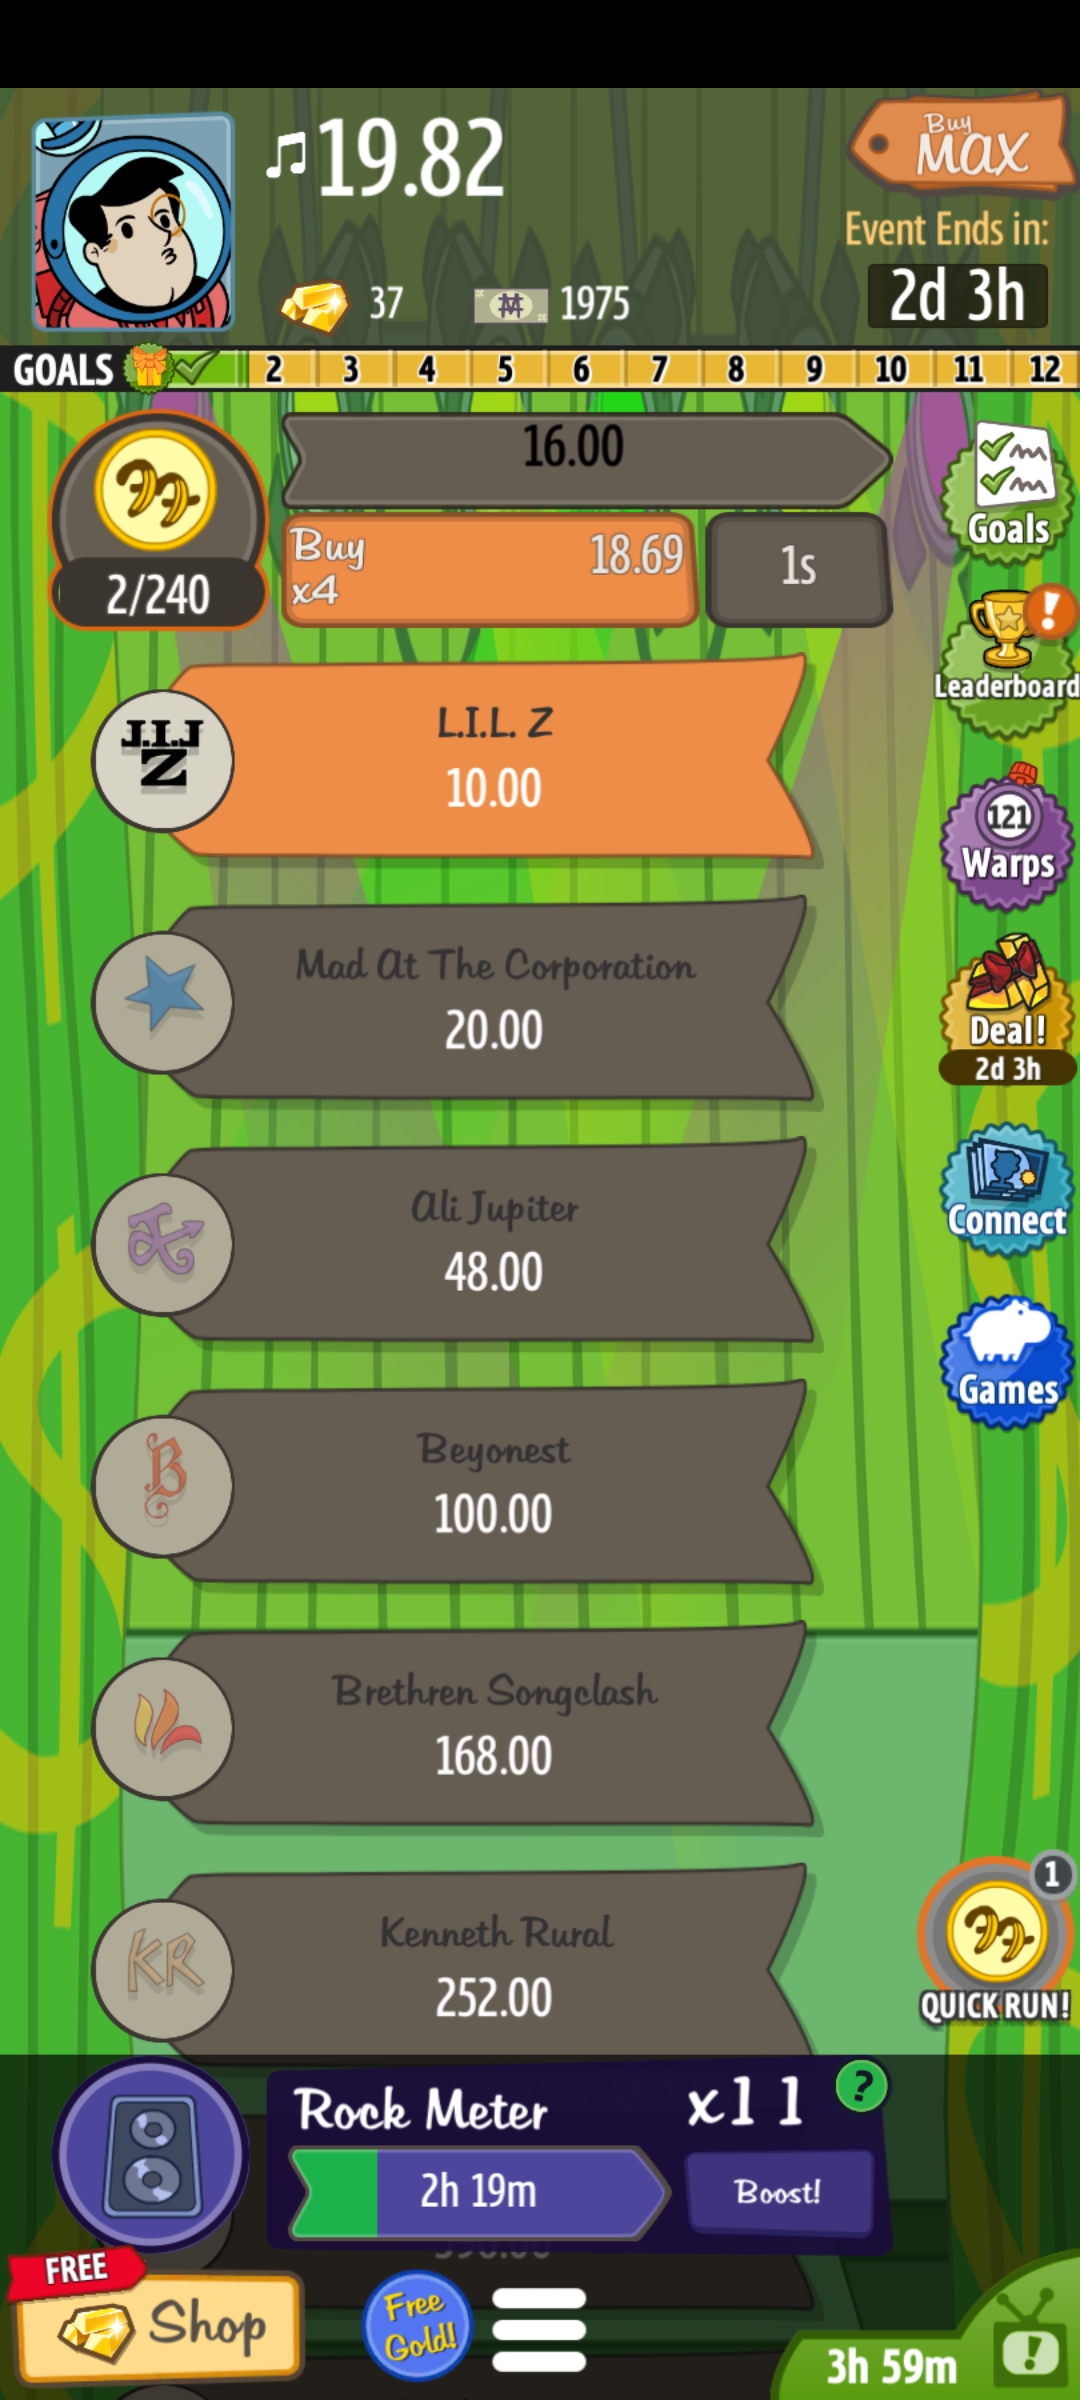 19.82
Buy
MAX
Event Ends in:
2d 3h
37
1975
GOALS
2 3 4 5 6 7 8 9 10 11 12
16.00
2/240
Buy
x4
18.69
1s
Goals
!
Leaderboard
L.I.L.
Z
L.I.L. Z
10.00
121
Warps
Mad At The Corporation
20.00
Deal!
2d 3h
Ali Jupiter
48.00
Connect
Games
B
Beyonest
100.00
Brethren Songclash
168.00
KR
Kenneth Rural
252.00
1
QUICK RUN!
Rock Meter
x11
?
2h 19m
Boost!
FREE
Shop
Free
Gold!
3h 59m
!